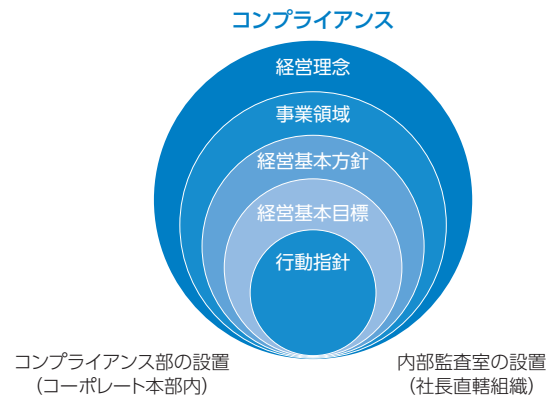 コンプライアンス
経営理念
事業領域
経営基本方針
経営基本目標
行動指針
コンプライアンス部の設置
（コーポレート本部内）
内部監査室の設置
（社長直轄組織）